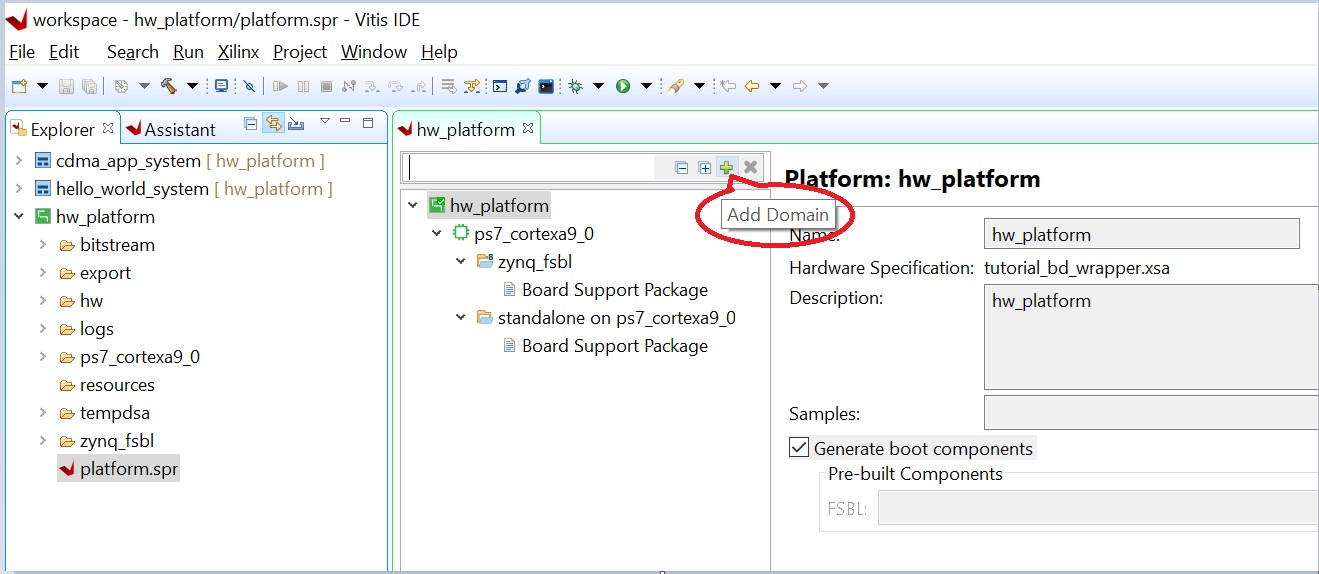 workspace - hw_platform/platform.spr - Vitis IDE
File Edit Search Run Xilinx Project Window Help
Explorer Assistant
cdma_app_system [ hw_platform ]
hello_world_system [ hw_platform ]
hw_platform
bitstream
export
hw
logs
ps7_cortexa9_0
resources
tempdsa
zynq_fsbl
platform.spr
hw_platform
hw_platform
ps7_cortexa9_0
zynq_fsbl
Board Support Package
standalone on ps7_cortexa9_0
Board Support Package
Add Domain
Platform: hw_platform
Name: hw_platform
Hardware Specification: tutorial_bd_wrapper.xsa
Description: hw_platform
Samples:
Generate boot components
Pre-built Components
FSBL: